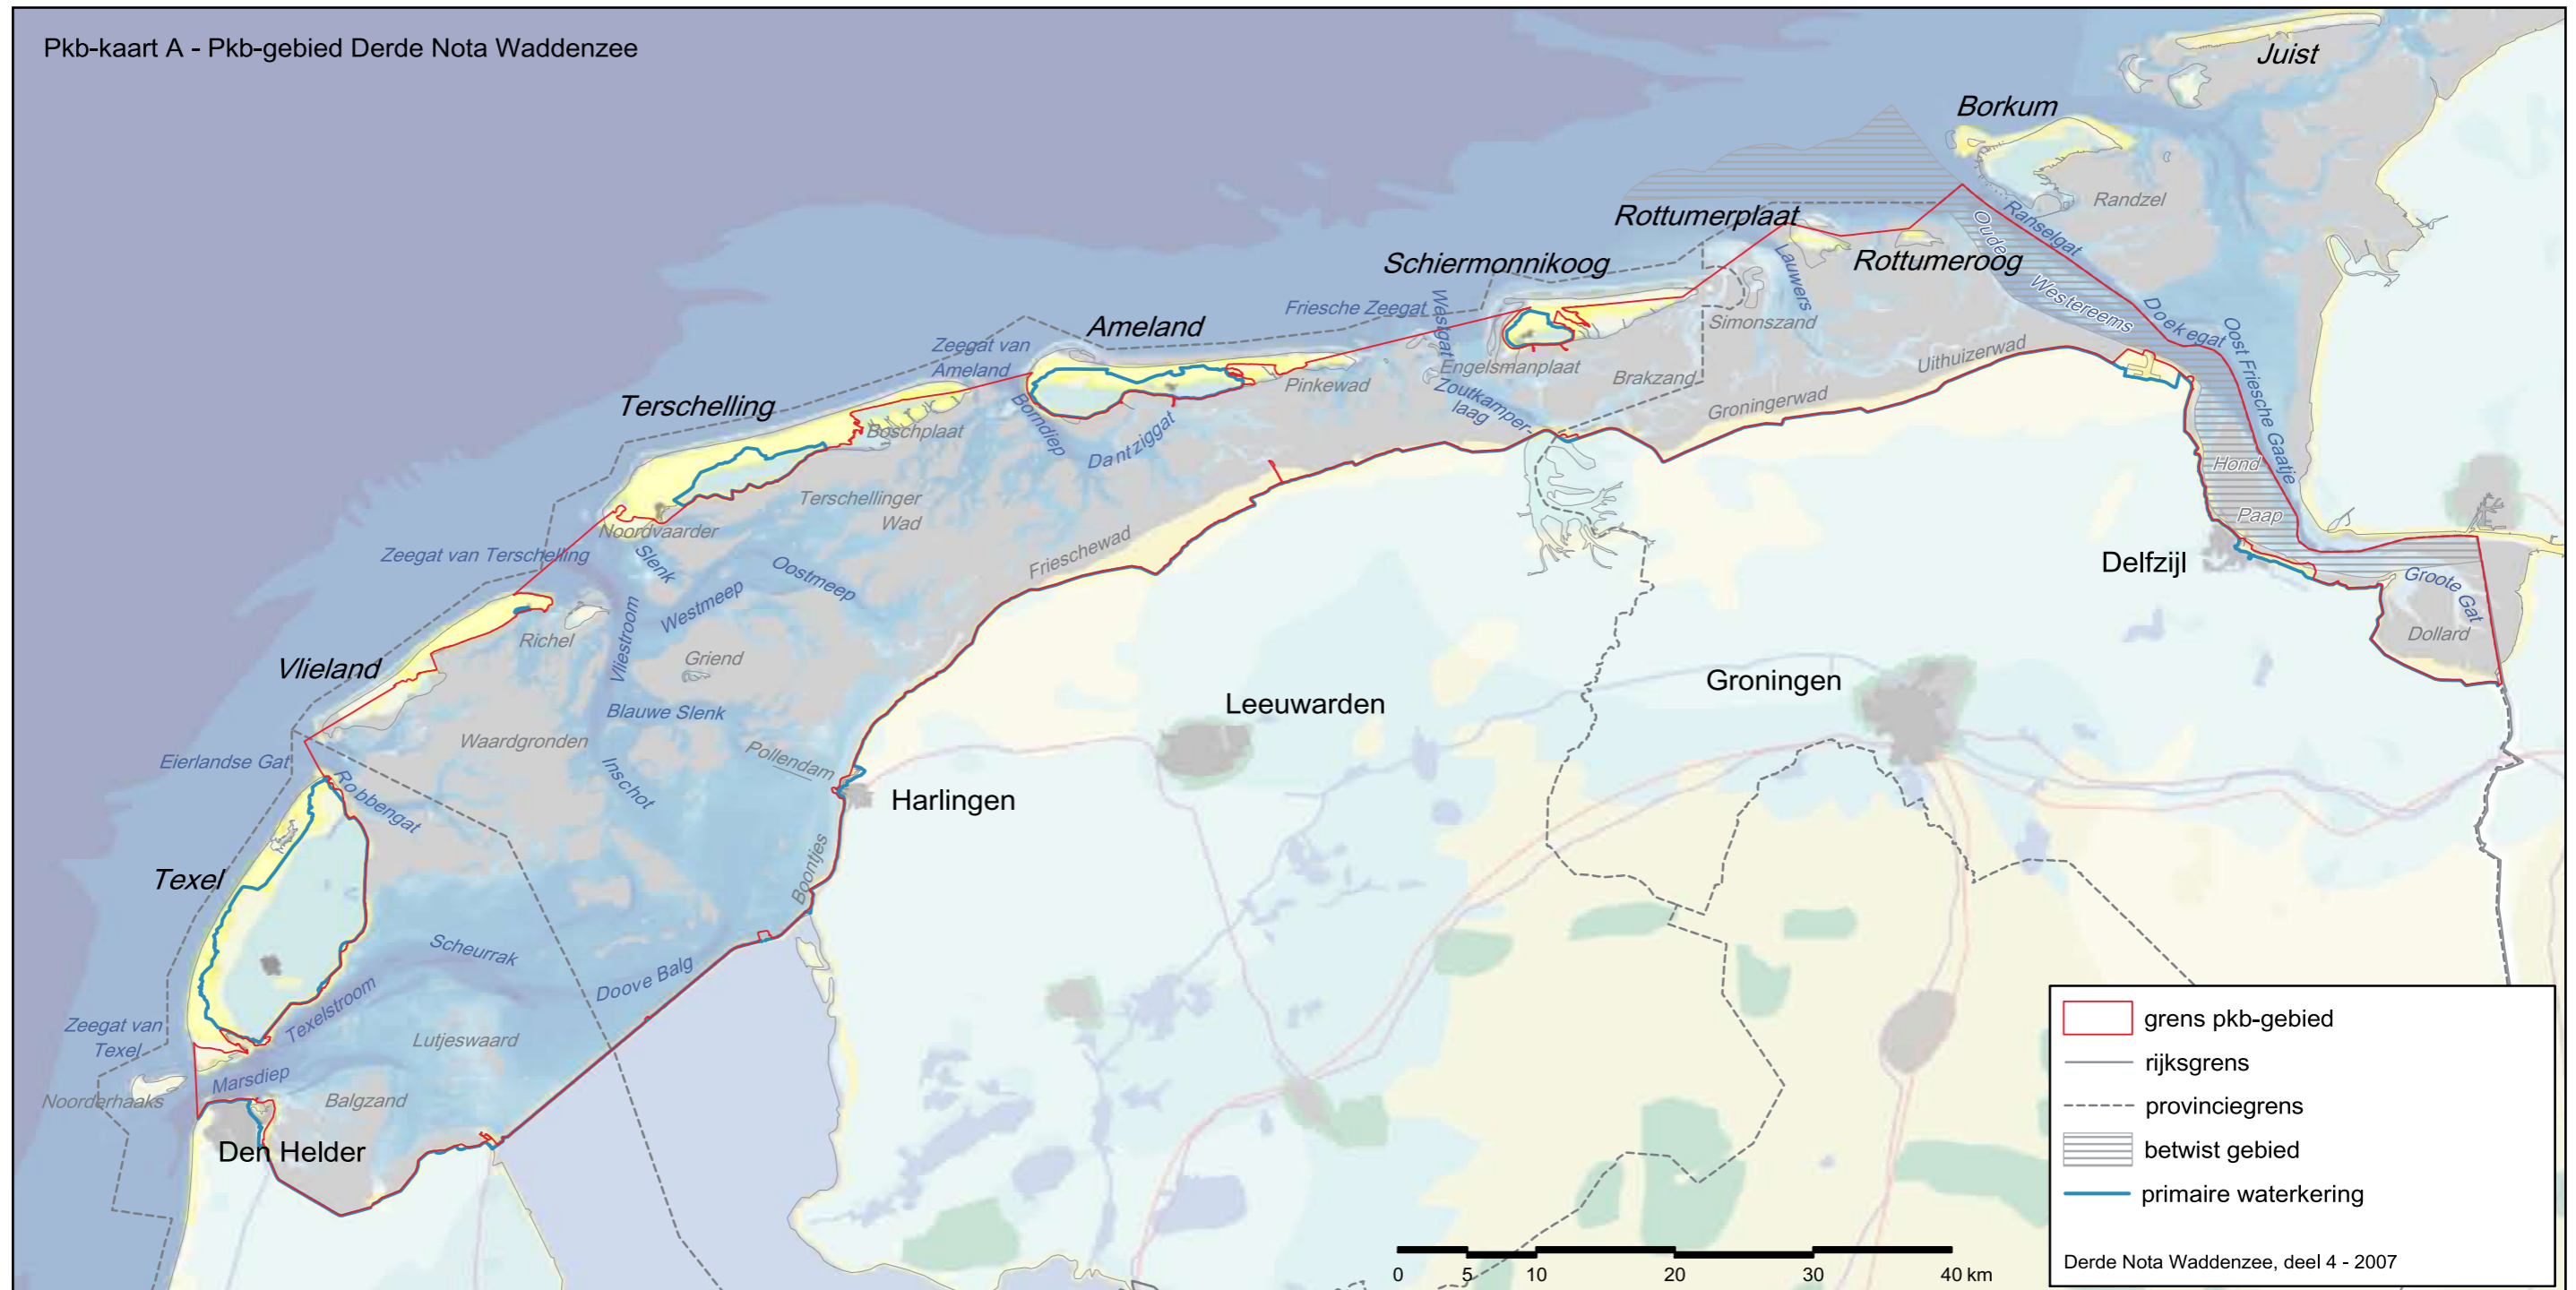 Pkb-kaart A - Pkb-gebied Derde Nota Waddenzee
Juist
Borkum
Randzel
Ranselgat
Oude
Westereems
Rottumerplaat
Rottumeroog
Lauwers
Schiermonnikoog
Simonszand
Doekegat
Oost Friesche Gaatje
Friesche Zeegat
Westgat
Ameland
Zeegat van
Ameland
Engelsmanplaat
Brakzand
Uithuizerwad
Pinkewad
Zoutkamper
laag
Groningerwad
Terschelling
Boschplaat
Borndiep
Dantziggat
Hond
Paap
Terschellinger
Wad
Noordvaarder
Slenk
Zeegat van Terschelling
Frieschewad
Oostmeep
Westmeep
Delfzijl
Groote Gat
Dollard
Richel
Vliestroom
Vlieland
Griend
Groningen
Leeuwarden
Blauwe Slenk
Waardgronden
Pollendam
Eierlandse Gat
Robbengat
Inschot
Harlingen
Boontjes
Texel
Scheurrak
Doove Balg
Texelstroom
Zeegat van
Texel
Lutjeswaard
Marsdiep
Noorderhaaks
Balgzand
Den Helder
grens pkb-gebied
rijksgrens
provinciegrens
betwist gebied
primaire waterkering
Derde Nota Waddenzee, deel 4 - 2007
0 5 10 20 30 40 km